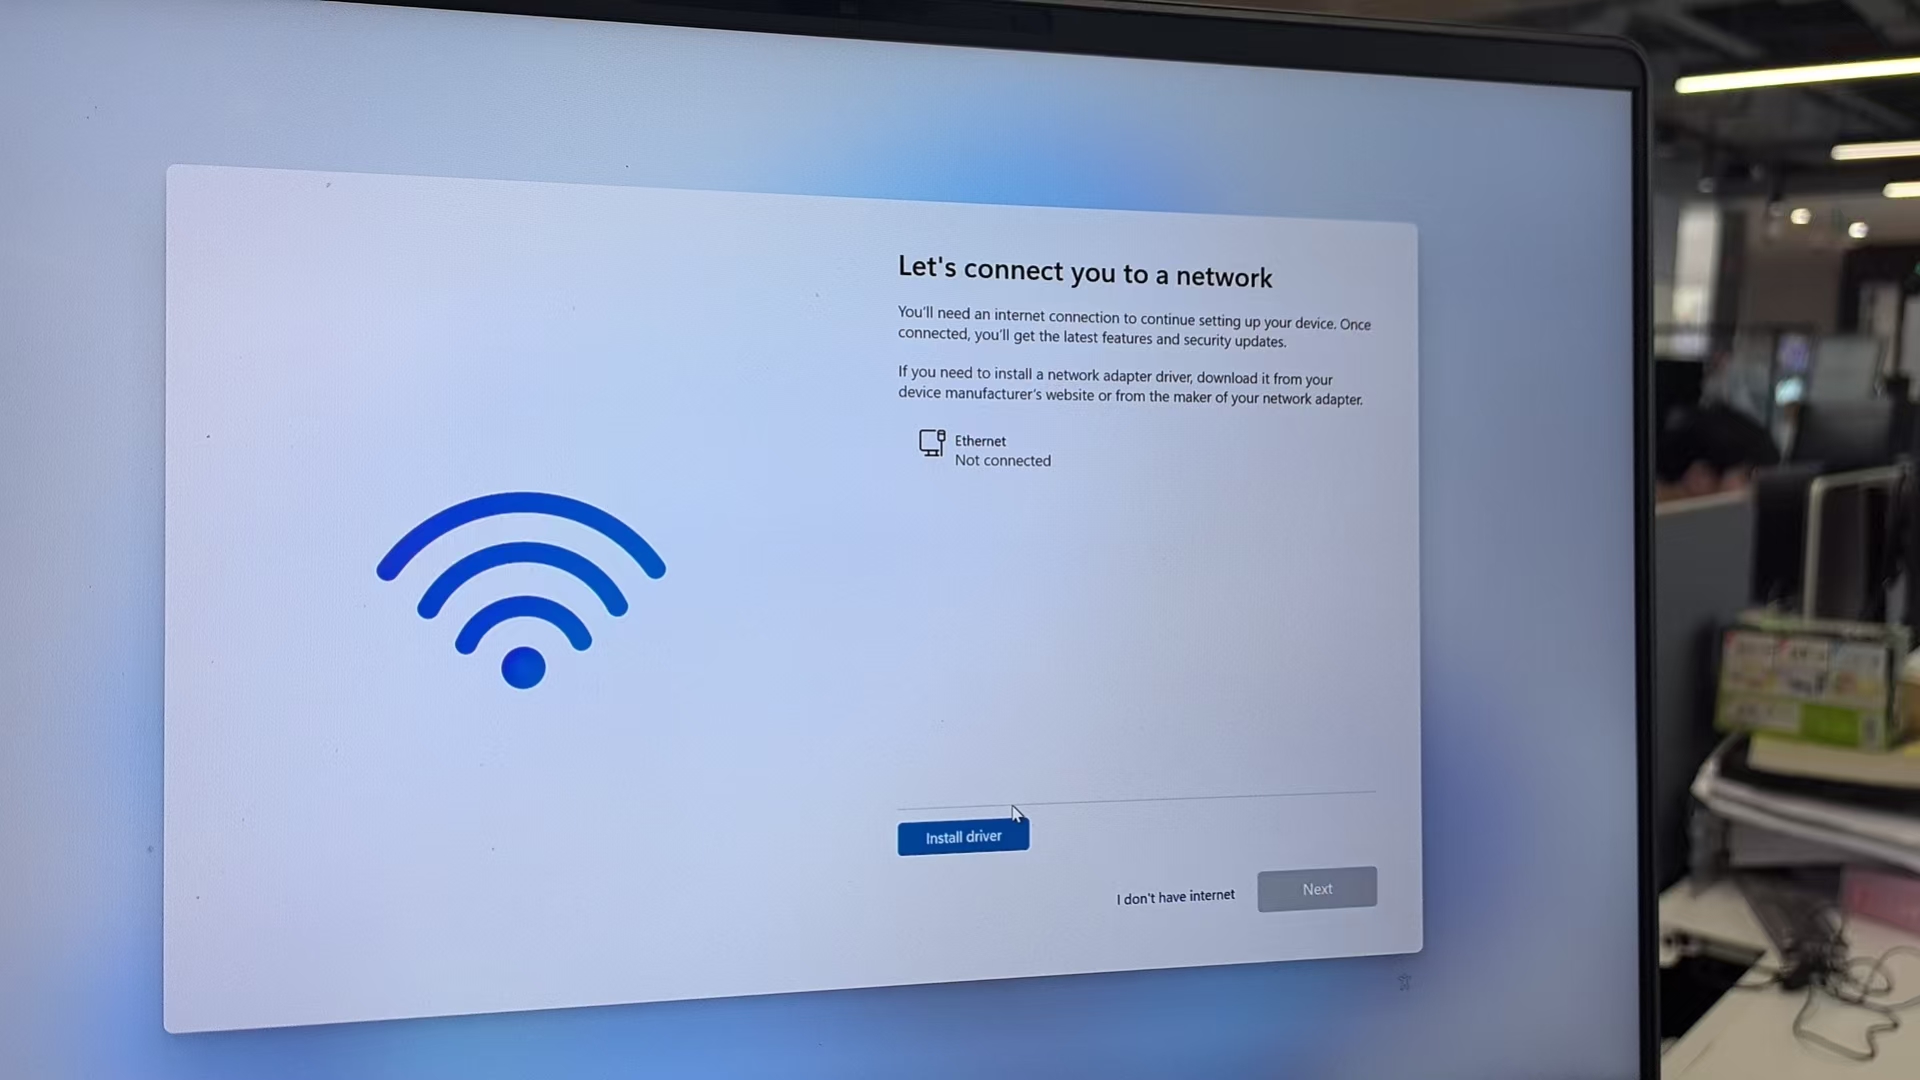 Let's connect you to a network
You'll need an internet connection to continue setting up your device. Once
connected, you'll get the latest features and security updates.
If you need to install a network adapter driver, download it from your
device manufacturer's website or from the maker of your network adapter.
Ethernet
Not connected
Install driver
I don't have internet
Next